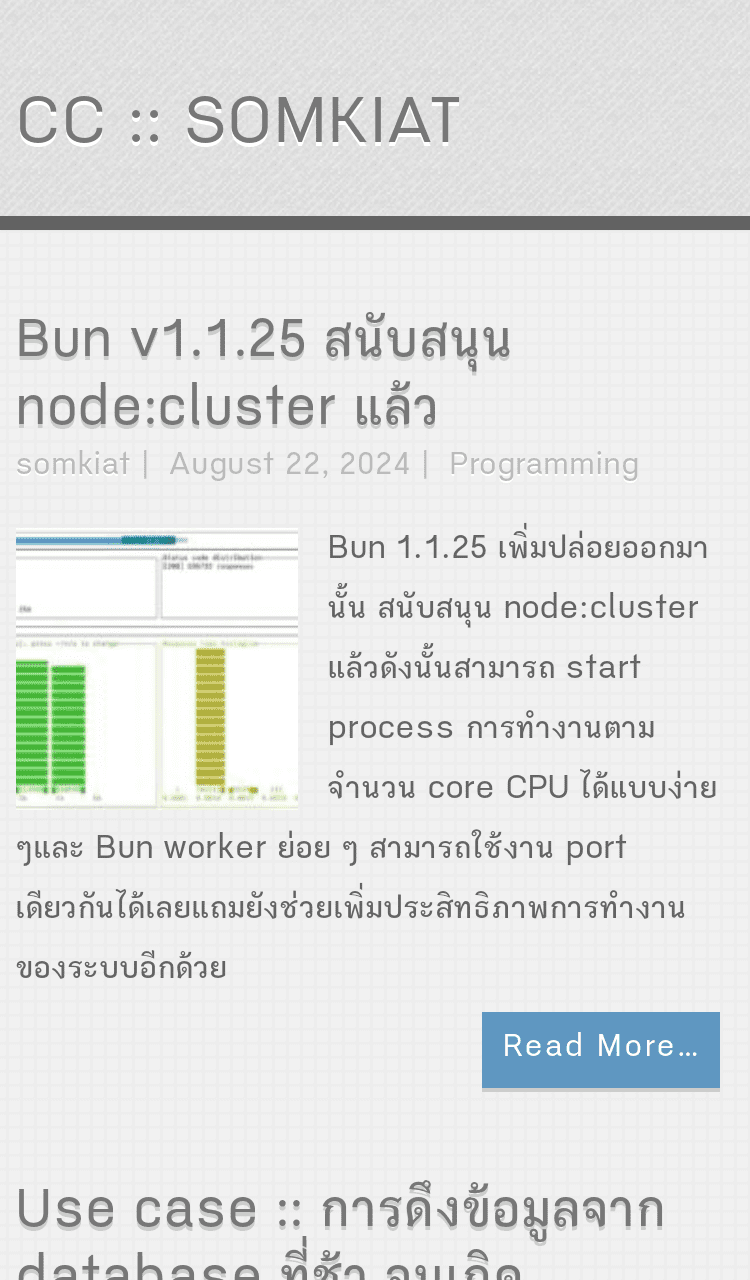 CC :: SOMKIAT
Bun v1.1.25 สนับสนุน
node:cluster แล้ว
somkiat | August 22, 2024 | Programming
Bun 1.1.25 เพิ่มปล่อยออกมา
นั้น สนับสนุน node:cluster
แล้วดังนั้นสามารถ start
process การทำงานตาม
จำนวน core CPU ได้แบบง่าย
ๆและ Bun worker ย่อย ๆ สามารถใช้งาน port
เดียวกันได้เลยแถมยังช่วยเพิ่มประสิทธิภาพการทำงาน
ของระบบอีกด้วย
Read More…
Use case :: การดึงข้อมูลจาก
database ที่ช้า จนเกิด